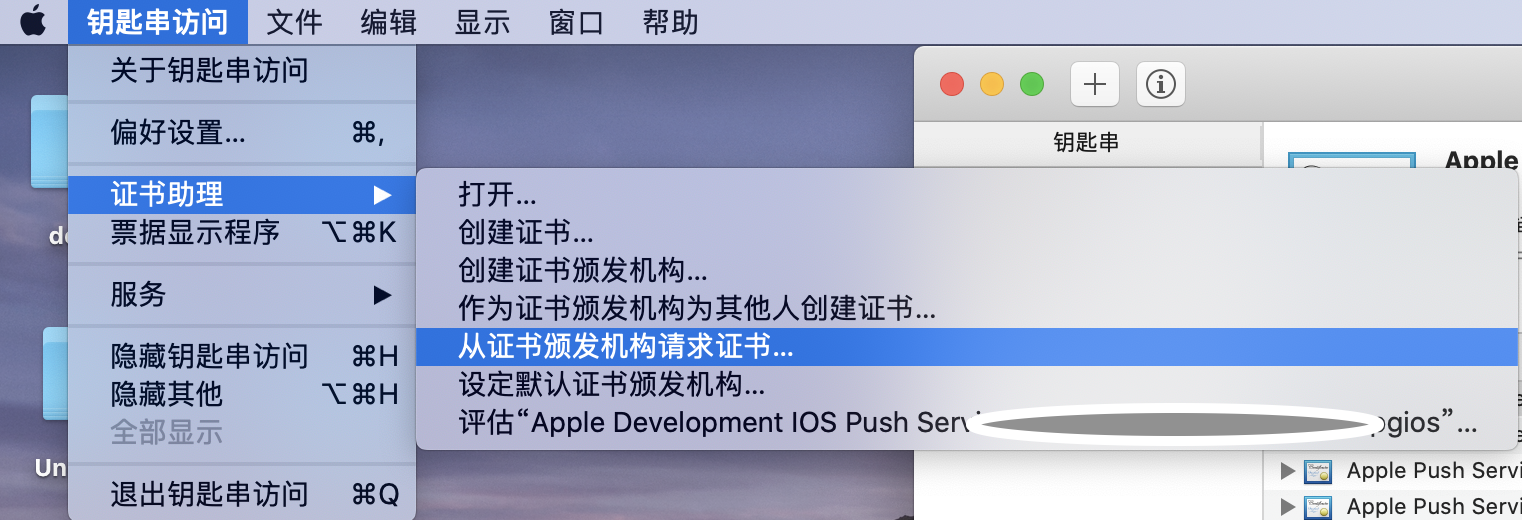 钥匙串访问 文件 编辑 显示 窗口 帮助
关于钥匙串访问
偏好设置... ⌘,
证书助理 ▶
票据显示程序 ⌥⌘K
服务 ▶
隐藏钥匙串访问 ⌘H
隐藏其他 ⌥⌘H
全部显示
退出钥匙串访问 ⌘Q
打开...
创建证书...
创建证书颁发机构...
作为证书颁发机构为其他人创建证书...
从证书颁发机构请求证书...
设定默认证书颁发机构...
评估“Apple Development IOS Push Servi pgios”...
钥匙串
Apple
Apple Push Servi
Apple Push Servi
Un